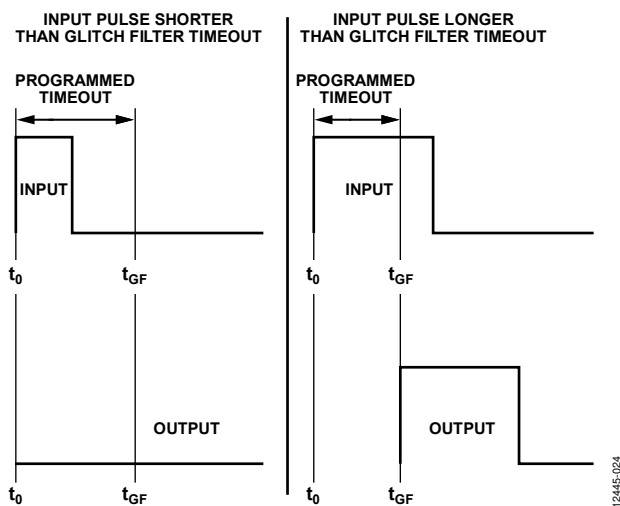 INPUT PULSE SHORTER
THAN GLITCH FILTER TIMEOUT
PROGRAMMED
TIMEOUT
INPUT
t0
tGF
OUTPUT
t0
tGF
INPUT PULSE LONGER
THAN GLITCH FILTER TIMEOUT
PROGRAMMED
TIMEOUT
INPUT
t0
tGF
OUTPUT
t0
tGF
12445-024